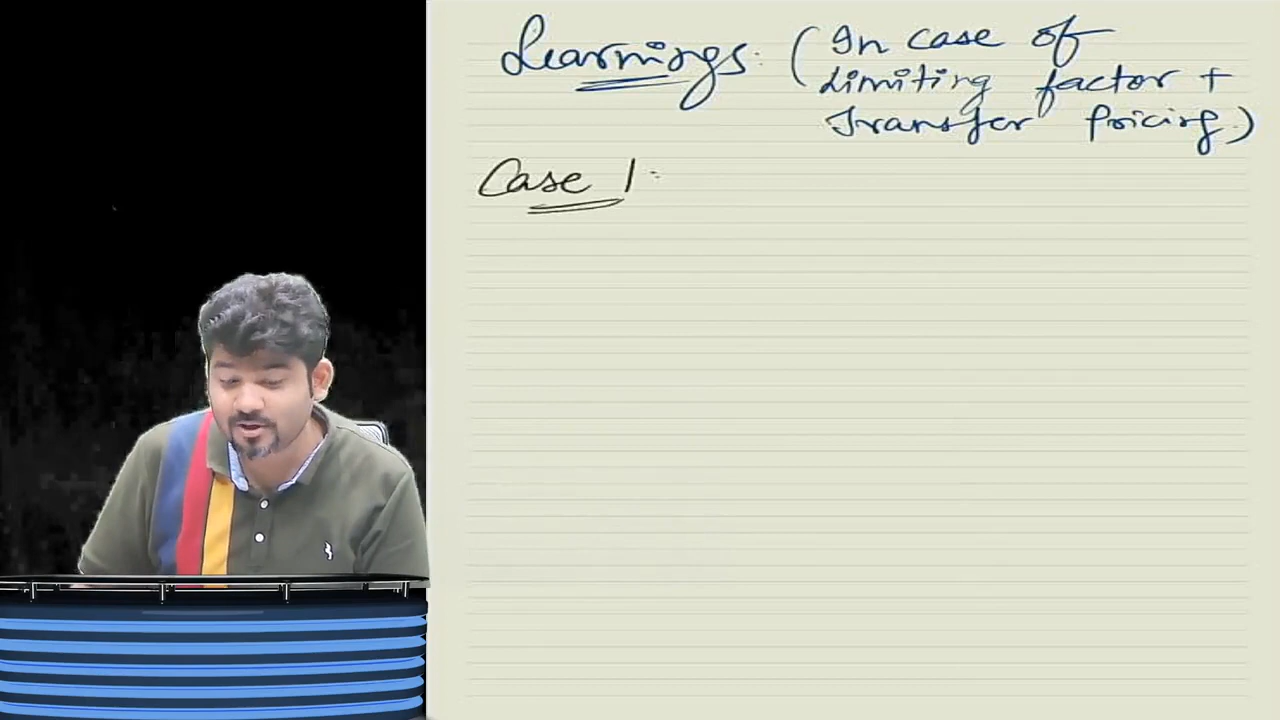 Learnings: (In case of
Limiting factor +
Transfer Pricing)
Case 1: